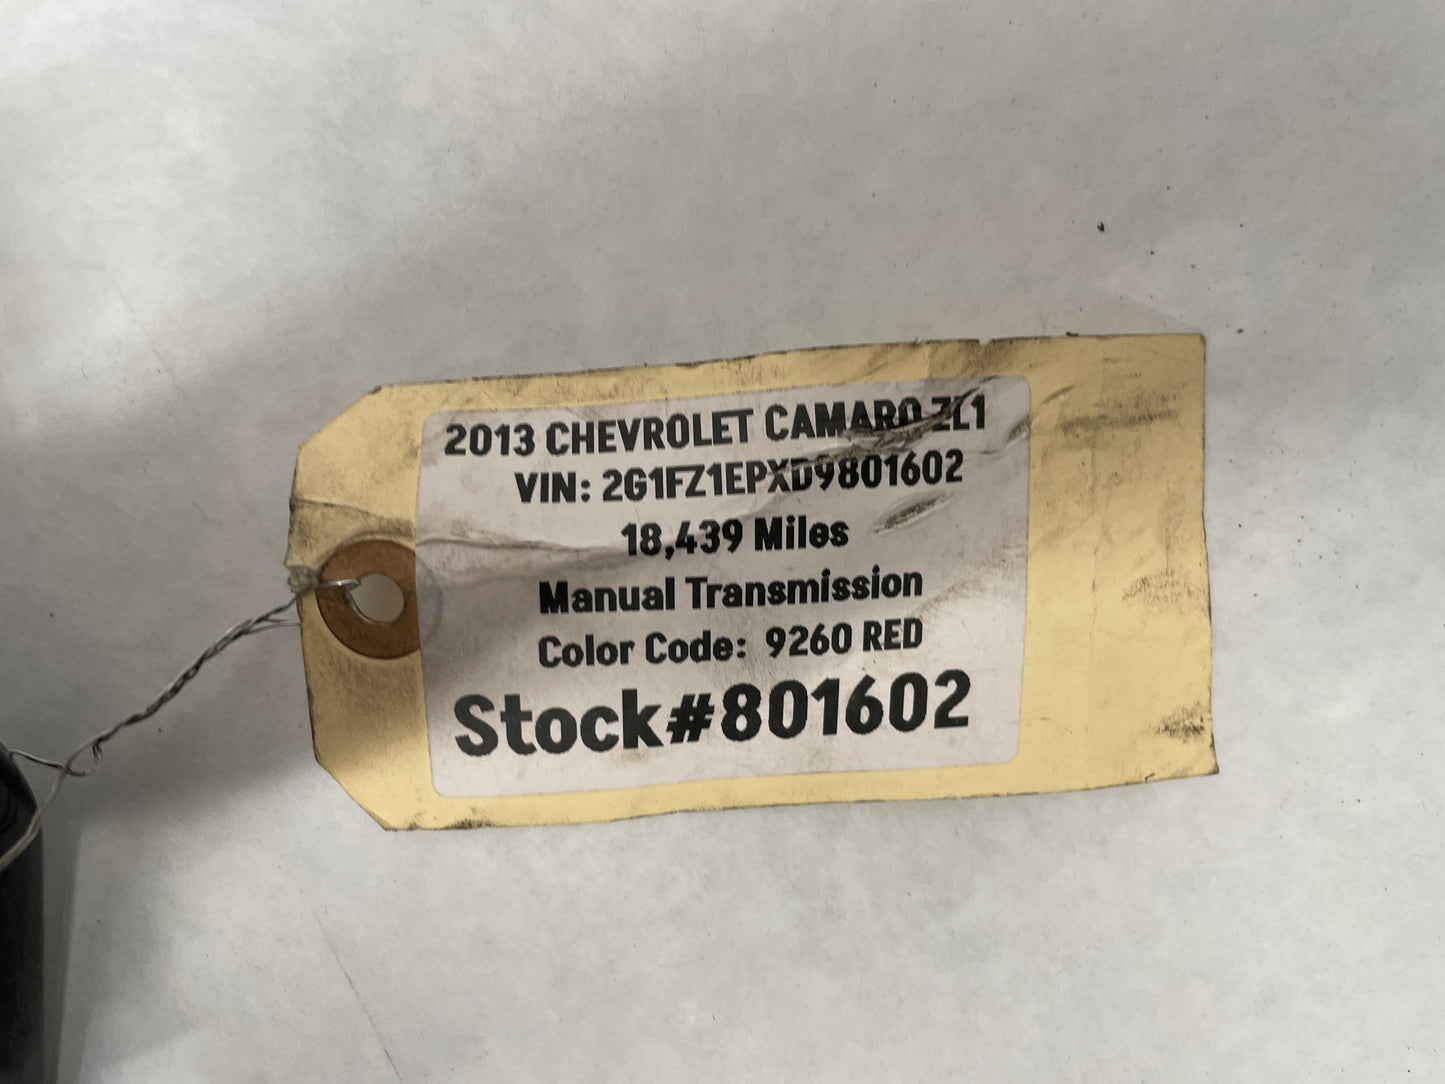 2013 CHEVROLET CAMARO ZL1
VIN: 2G1FZ1EPXD9801602
18,439 Miles
Manual Transmission
Color Code: 9260 RED
Stock#801602